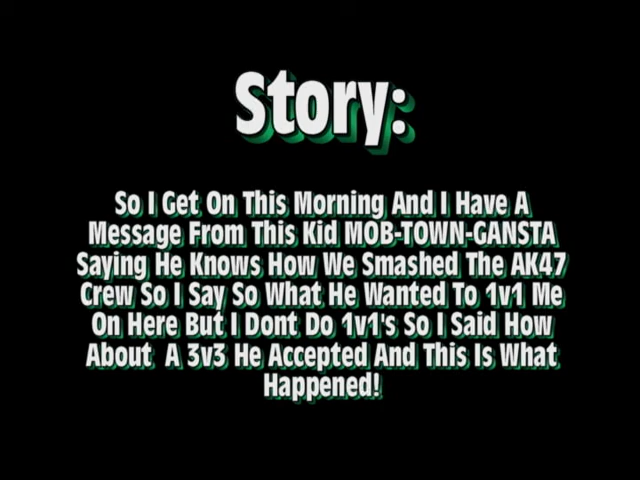 Story:
So I Get On This Morning And I Have A
Message From This Kid MOB-TOWN-GANSTA
Saying He Knows How We Smashed The AK47
Crew So I Say So What He Wanted To 1v1 Me
On Here But I Dont Do 1v1's So I Said How
About A 3v3 He Accepted And This Is What
Happened!